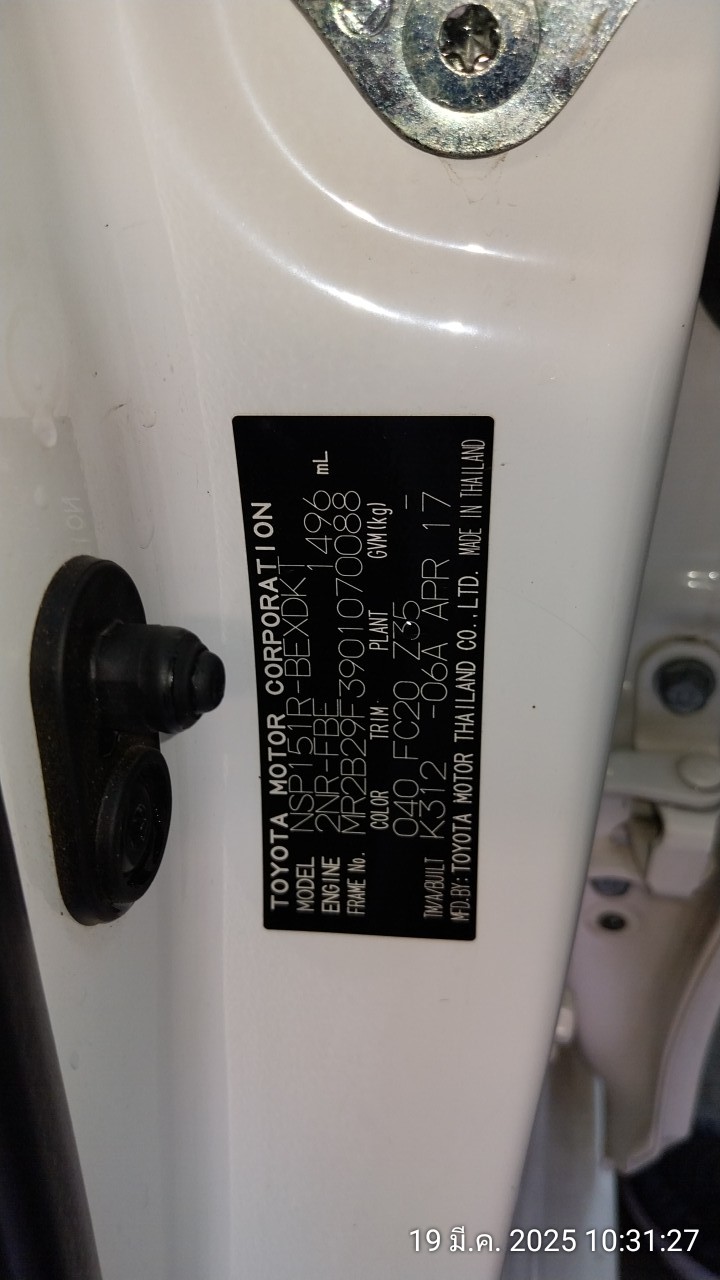 TOYOTA MOTOR CORPORATION
MODEL NSP151R-BEXDKT
ENGINE 2NR-FBE 1496 mL
FRAME No. MR2B29F3901070088
COLOR TRIM PLANT GVM(kg)
040 FC20 Z35 -
TM/A/BUILT K312 -06A APR 17
MFD.BY: TOYOTA MOTOR THAILAND CO.,LTD. MADE IN THAILAND
19 มี.ค. 2025 10:31:27